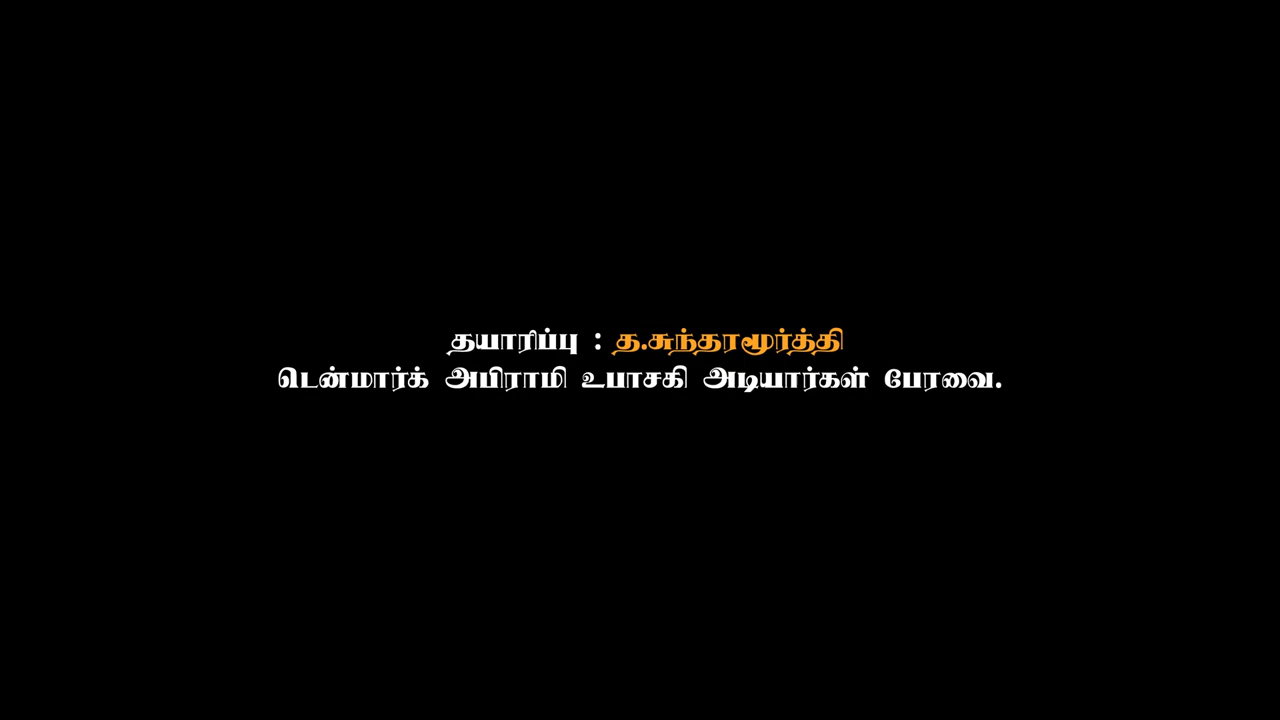 தயாரிப்பு : த.சுந்தரமூர்த்தி
டென்மார்க் அபிராமி உபாசகி அடியார்கள் பேரவை.